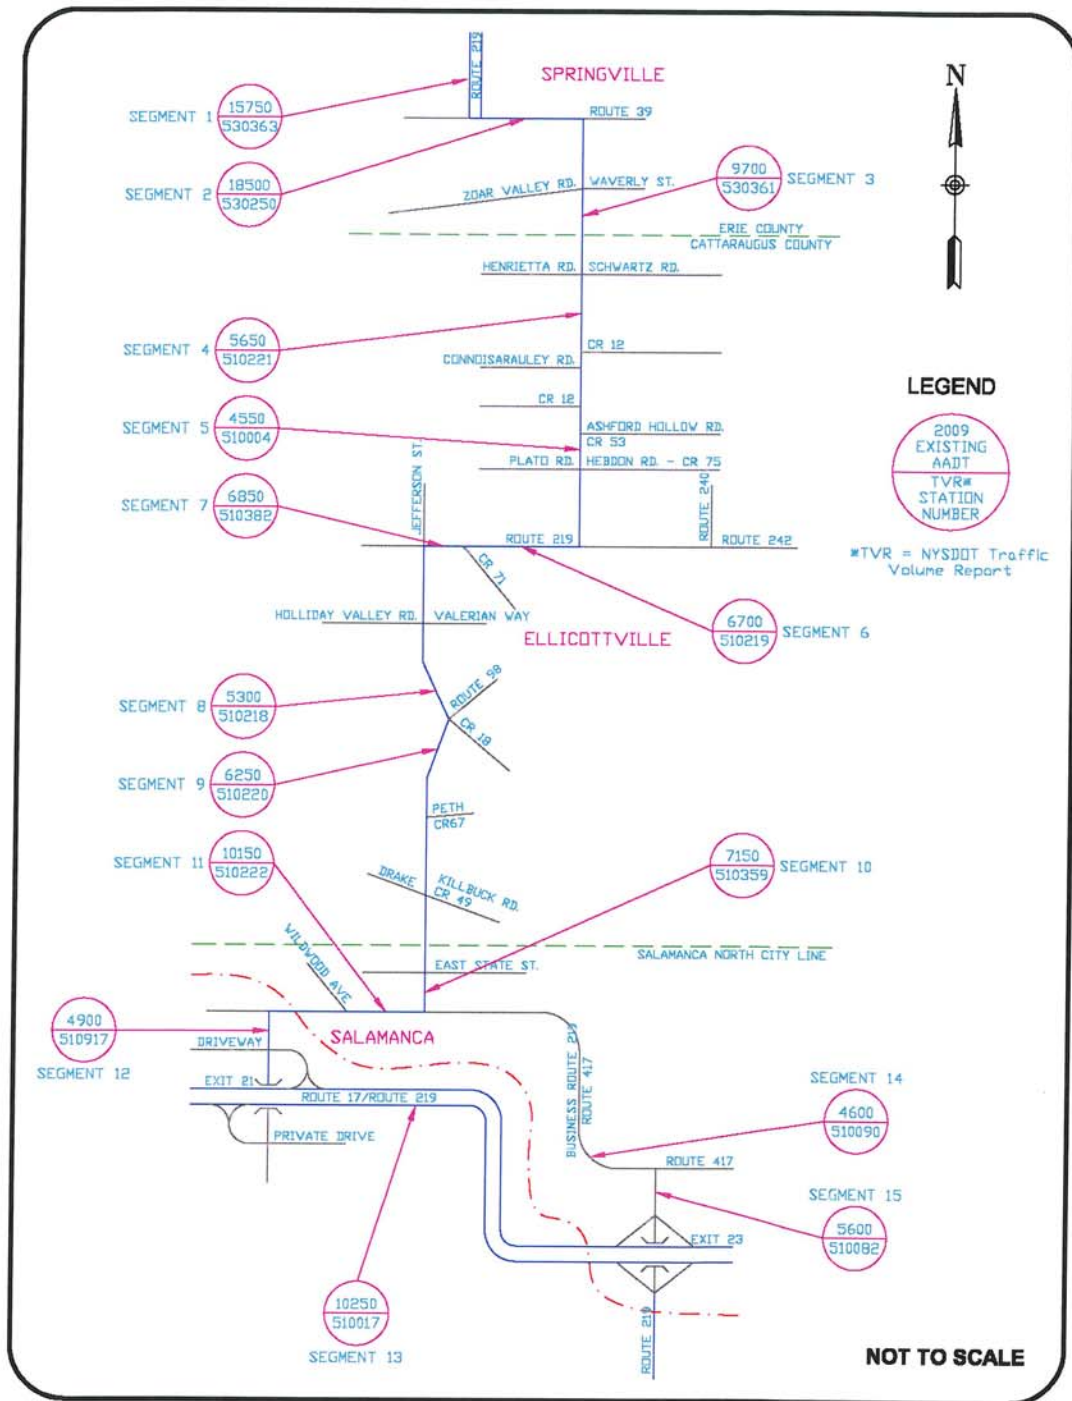 ROUTE 219
SPRINGVILLE
N
SEGMENT 1
15750
530363
ROUTE 39
SEGMENT 2
18500
530250
ZOAR VALLEY RD.
WAVERLY ST.
9700
530361
SEGMENT 3
ERIE COUNTY
CATTARAUGUS COUNTY
HENRIETTA RD.
SCHWARTZ RD.
SEGMENT 4
5650
510221
CR 12
CONNOISARAULEY RD.
CR 12
LEGEND
2009
EXISTING
AADT
TVR*
STATION
NUMBER
*TVR = NYSDOT Traffic
Volume Report
SEGMENT 5
4550
510004
ASHFORD HOLLOW RD.
CR 53
PLATO RD.
HEBDON RD. - CR 75
JEFFERSON ST.
ROUTE 240
SEGMENT 7
6850
510382
ROUTE 219
ROUTE 242
CR 71
HOLLIDAY VALLEY RD.
VALERIAN WAY
ELLICOTTVILLE
6700
510219
SEGMENT 6
ROUTE 98
SEGMENT 8
5300
510218
CR 18
SEGMENT 9
6250
510220
PETH
CR67
SEGMENT 11
10150
510222
7150
510359
SEGMENT 10
DRAKE
KILLBUCK RD.
CR 49
WILDWOOD AVE
SALAMANCA NORTH CITY LINE
EAST STATE ST.
4900
510917
SEGMENT 12
SALAMANCA
DRIVEWAY
BUSINESS ROUTE 219
ROUTE 417
EXIT 21
ROUTE 17/ROUTE 219
SEGMENT 14
4600
510090
PRIVATE DRIVE
ROUTE 417
SEGMENT 15
5600
510082
EXIT 23
10250
510017
SEGMENT 13
ROUTE 219
NOT TO SCALE